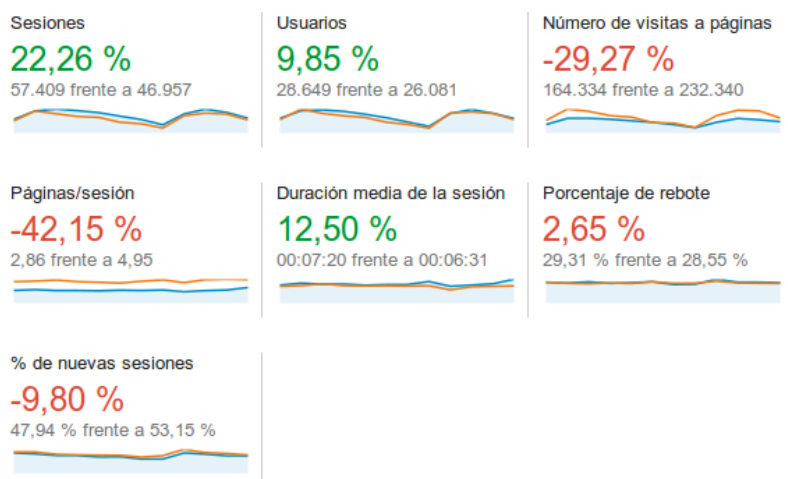 Sesiones
22,26 %
57.409 frente a 46.957
Usuarios
9,85 %
28.649 frente a 26.081
Número de visitas a páginas
-29,27 %
164.334 frente a 232.340
Páginas/sesión
-42,15 %
2,86 frente a 4,95
Duración media de la sesión
12,50 %
00:07:20 frente a 00:06:31
Porcentaje de rebote
2,65 %
29,31 % frente a 28,55 %
% de nuevas sesiones
-9,80 %
47,94 % frente a 53,15 %